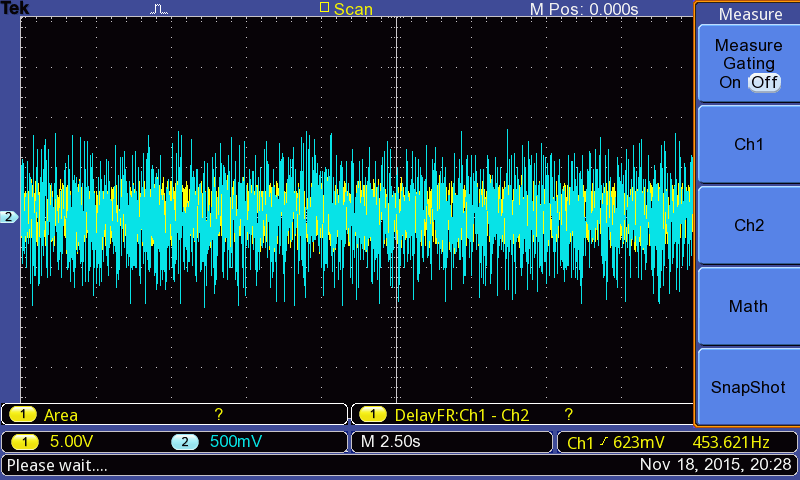 Tek
Scan
M Pos: 0.000s
Measure
Measure
Gating
On Off
Ch1
Ch2
Math
SnapShot
2
1 Area ?
1 DelayFR:Ch1 - Ch2 ?
1 5.00V 2 500mV
M 2.50s
Ch1 623mV 453.621Hz
Please wait....
Nov 18, 2015, 20:28